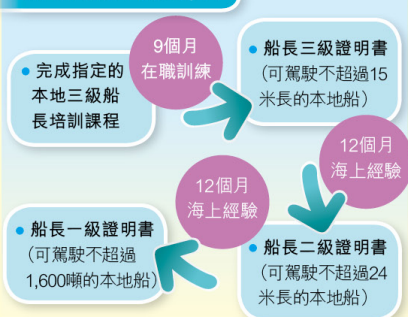 ● 完成指定的
本地三級船
長培訓課程
9個月
在職訓練
● 船長三級證明書
（可駕駛不超過15
米長的本地船）
12個月
海上經驗
● 船長二級證明書
（可駕駛不超過24
米長的本地船）
12個月
海上經驗
● 船長一級證明書
（可駕駛不超過
1,600噸的本地船）